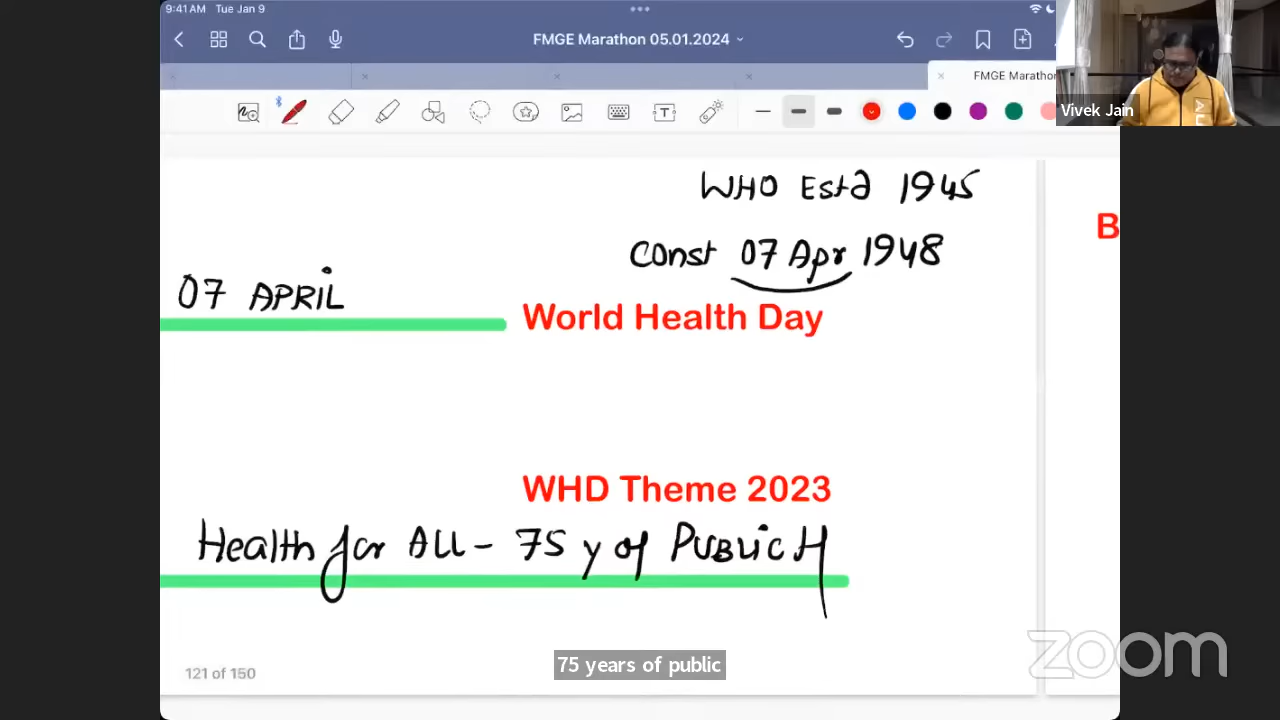 9:41 AM Tue Jan 9
FMGE Marathon 05.01.2024
FMGE Marathon
Vivek Jain
WHO Estd 1945
Const 07 Apr 1948
B
07 APRIL
World Health Day
WHD Theme 2023
Health for ALL - 75 y of PUBLIC H
121 of 150
75 years of public
zoom